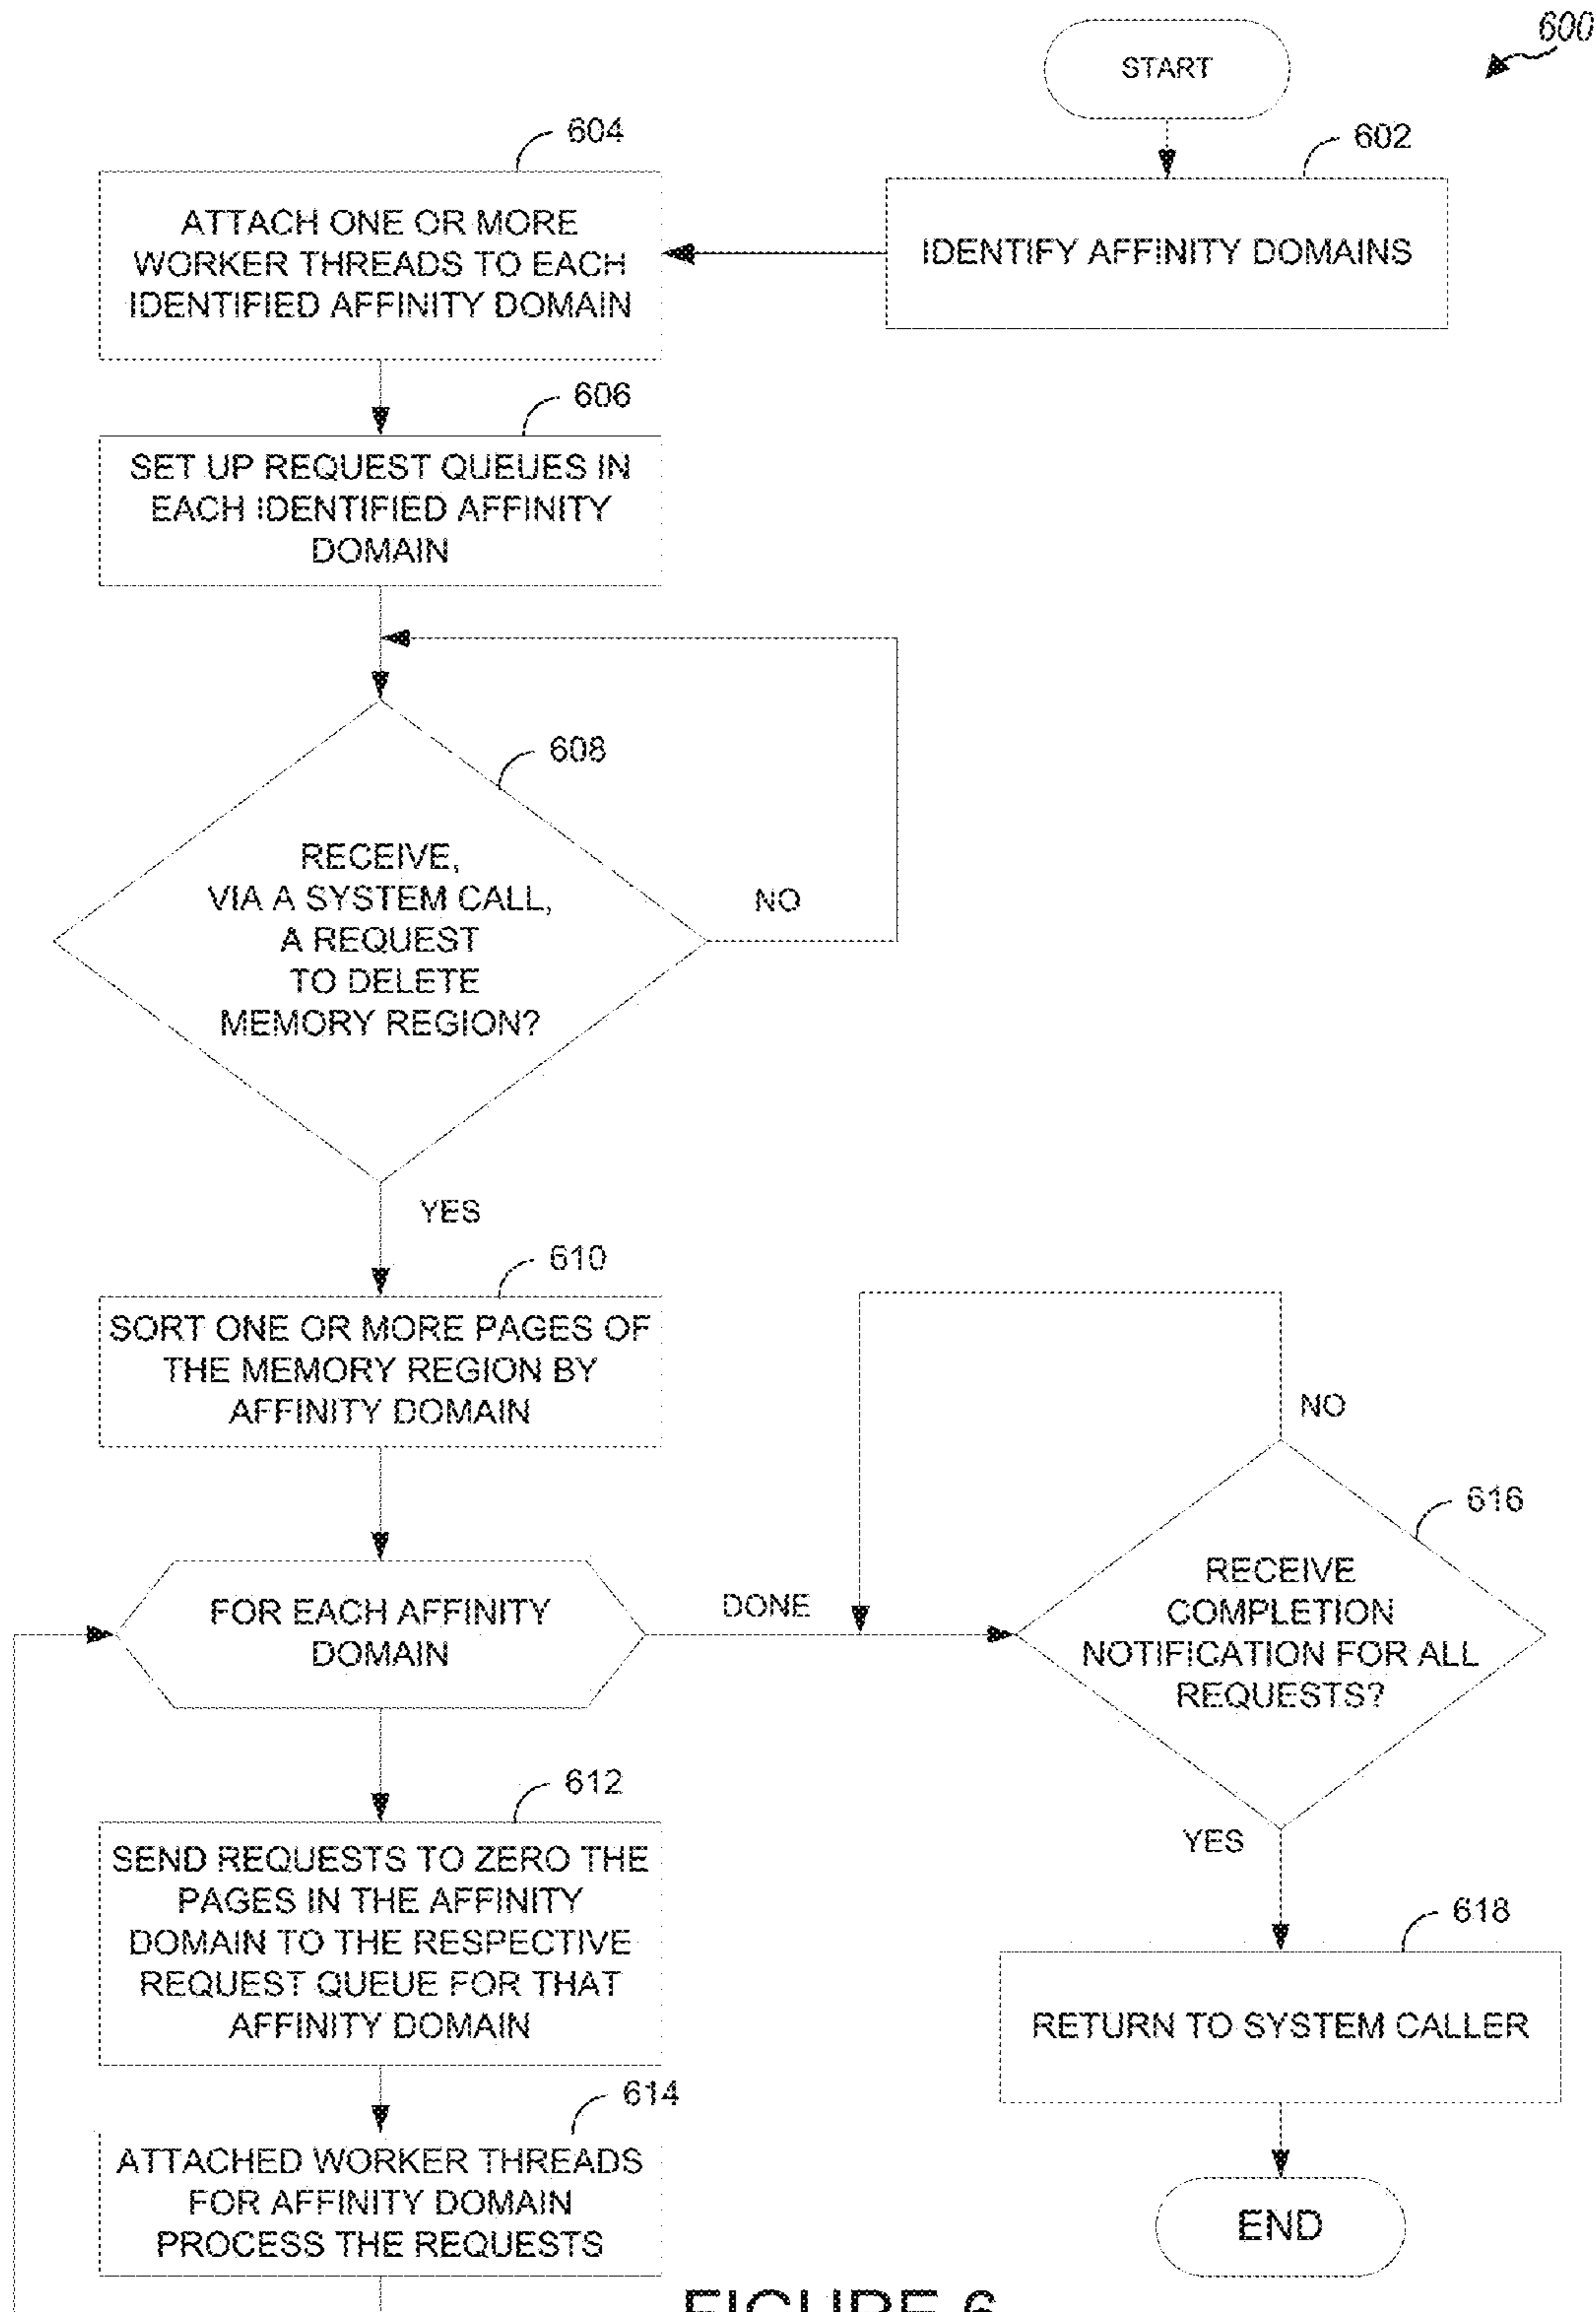 600
START
602
IDENTIFY AFFINITY DOMAINS
604
ATTACH ONE OR MORE
WORKER THREADS TO EACH
IDENTIFIED AFFINITY DOMAIN
606
SET UP REQUEST QUEUES IN
EACH IDENTIFIED AFFINITY
DOMAIN
608
RECEIVE,
VIA A SYSTEM CALL,
A REQUEST
TO DELETE
MEMORY REGION?
NO
YES
610
SORT ONE OR MORE PAGES OF
THE MEMORY REGION BY
AFFINITY DOMAIN
FOR EACH AFFINITY
DOMAIN
DONE
612
SEND REQUESTS TO ZERO THE
PAGES IN THE AFFINITY
DOMAIN TO THE RESPECTIVE
REQUEST QUEUE FOR THAT
AFFINITY DOMAIN
614
ATTACHED WORKER THREADS
FOR AFFINITY DOMAIN
PROCESS THE REQUESTS
NO
616
RECEIVE
COMPLETION
NOTIFICATION FOR ALL
REQUESTS?
YES
618
RETURN TO SYSTEM CALLER
END
FIGURE 6